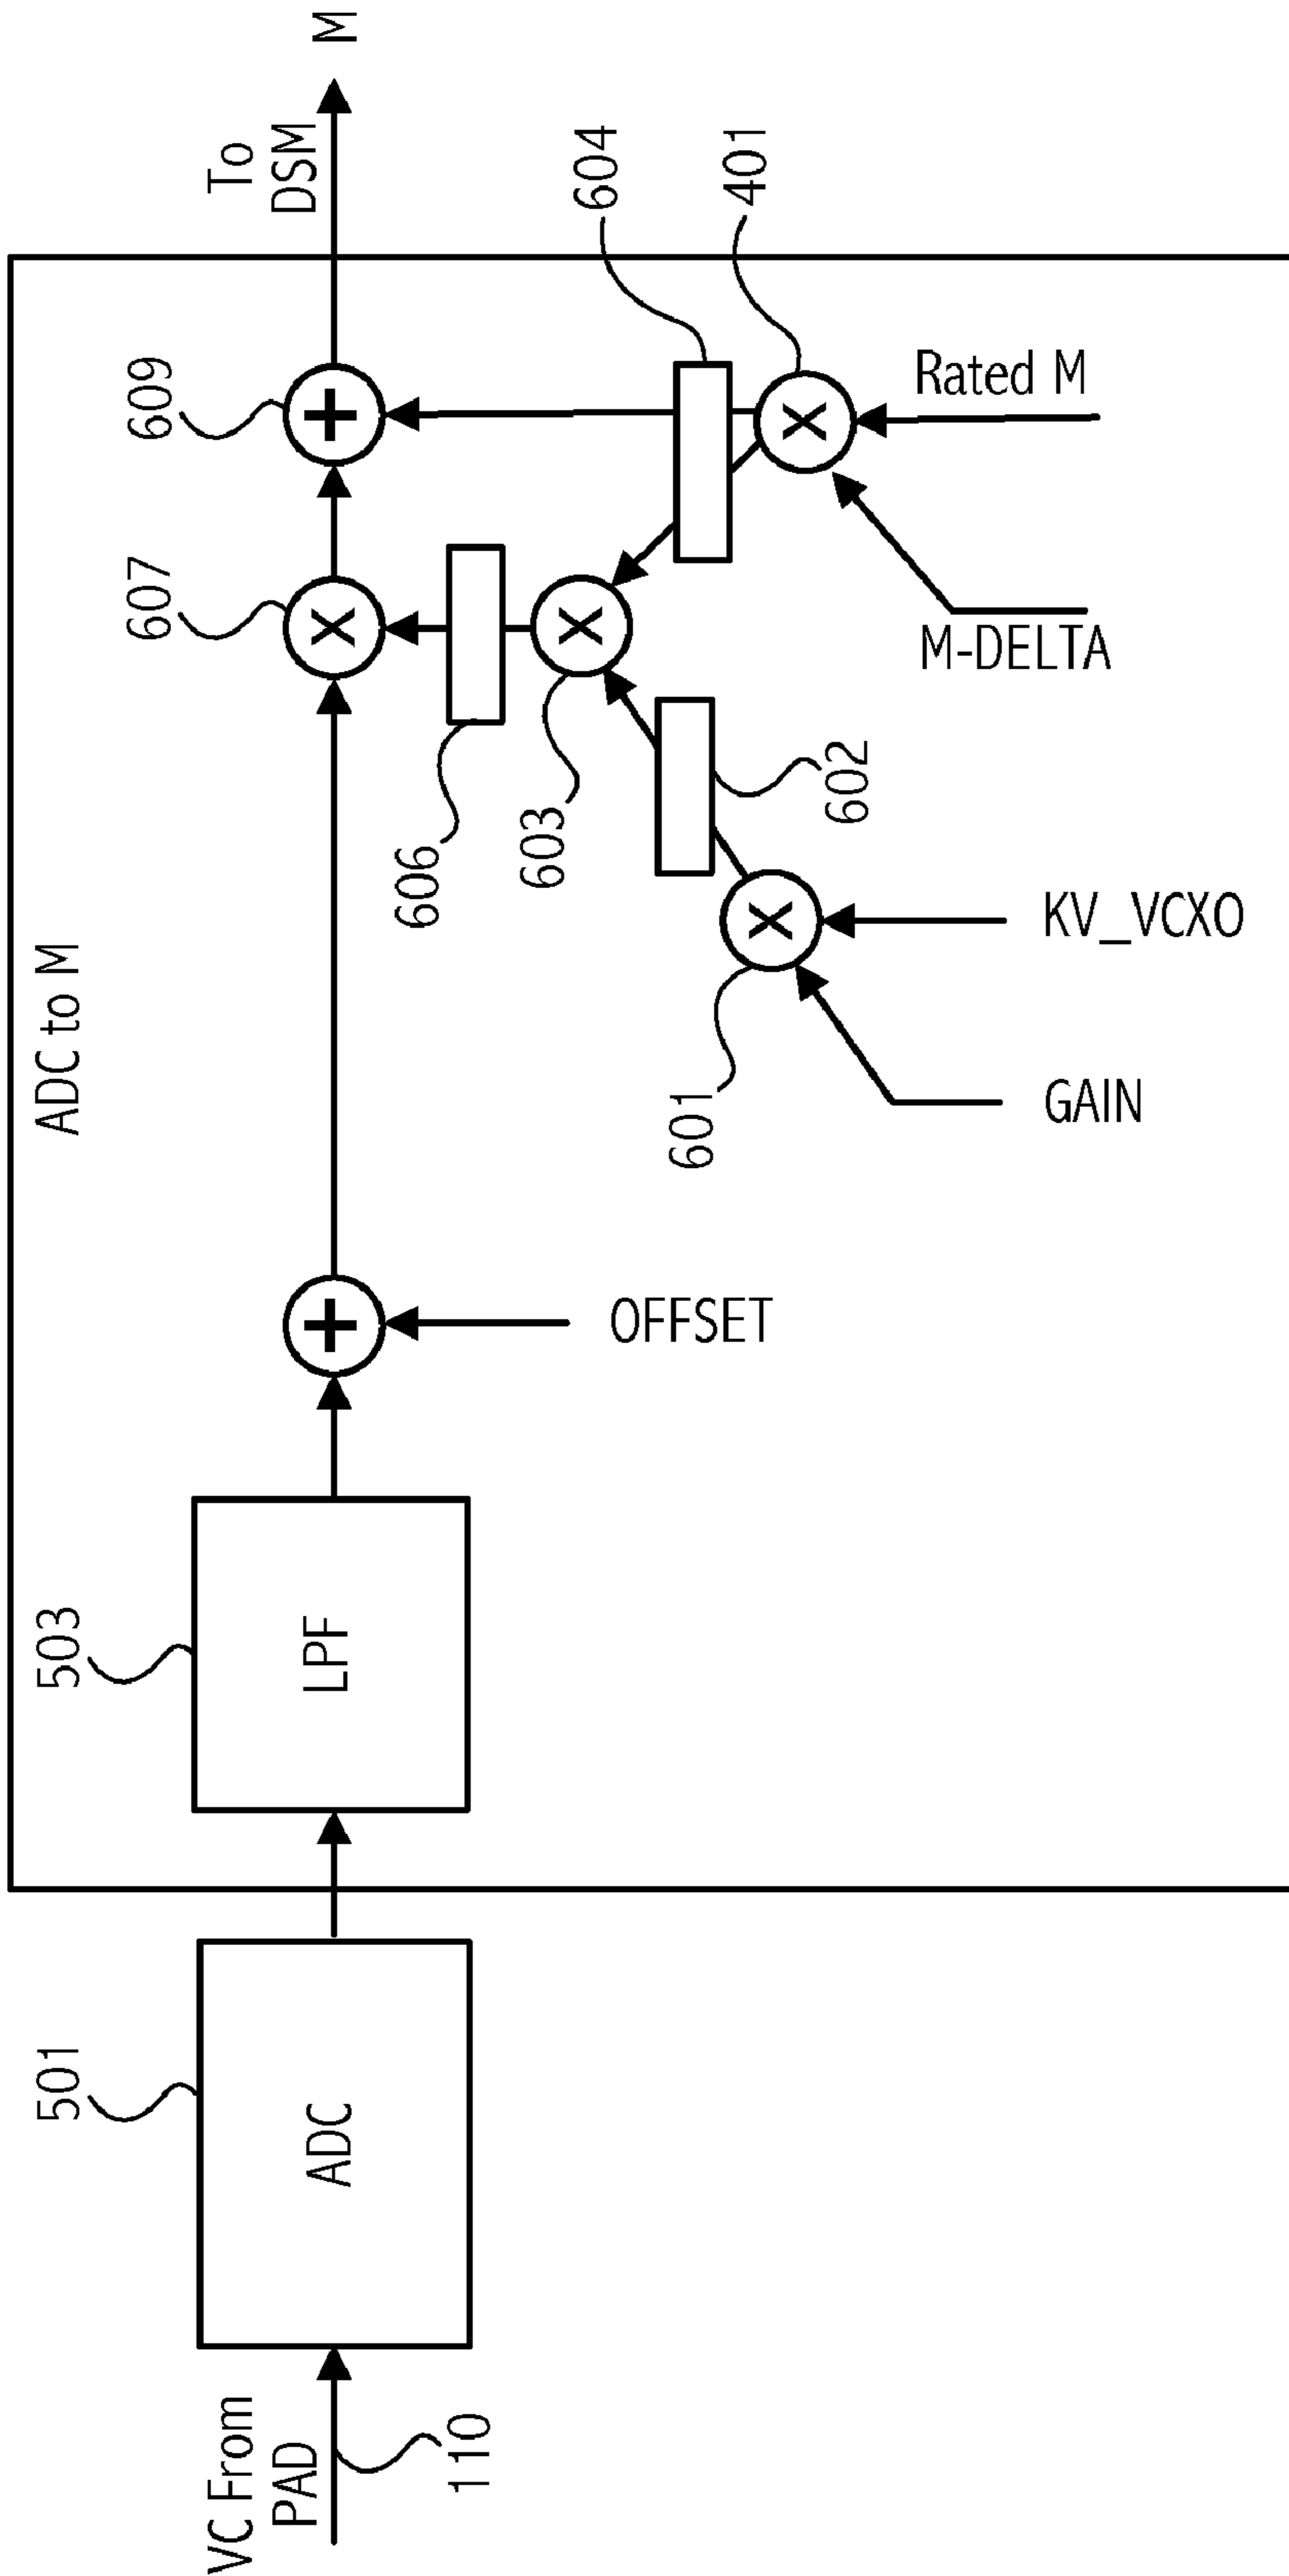 ADC to M
VC From
PAD
110
501
ADC
503
LPF
OFFSET
607
609
To
DSM
M
606
603
602
604
401
601
GAIN
KV_VCXO
M-DELTA
Rated M